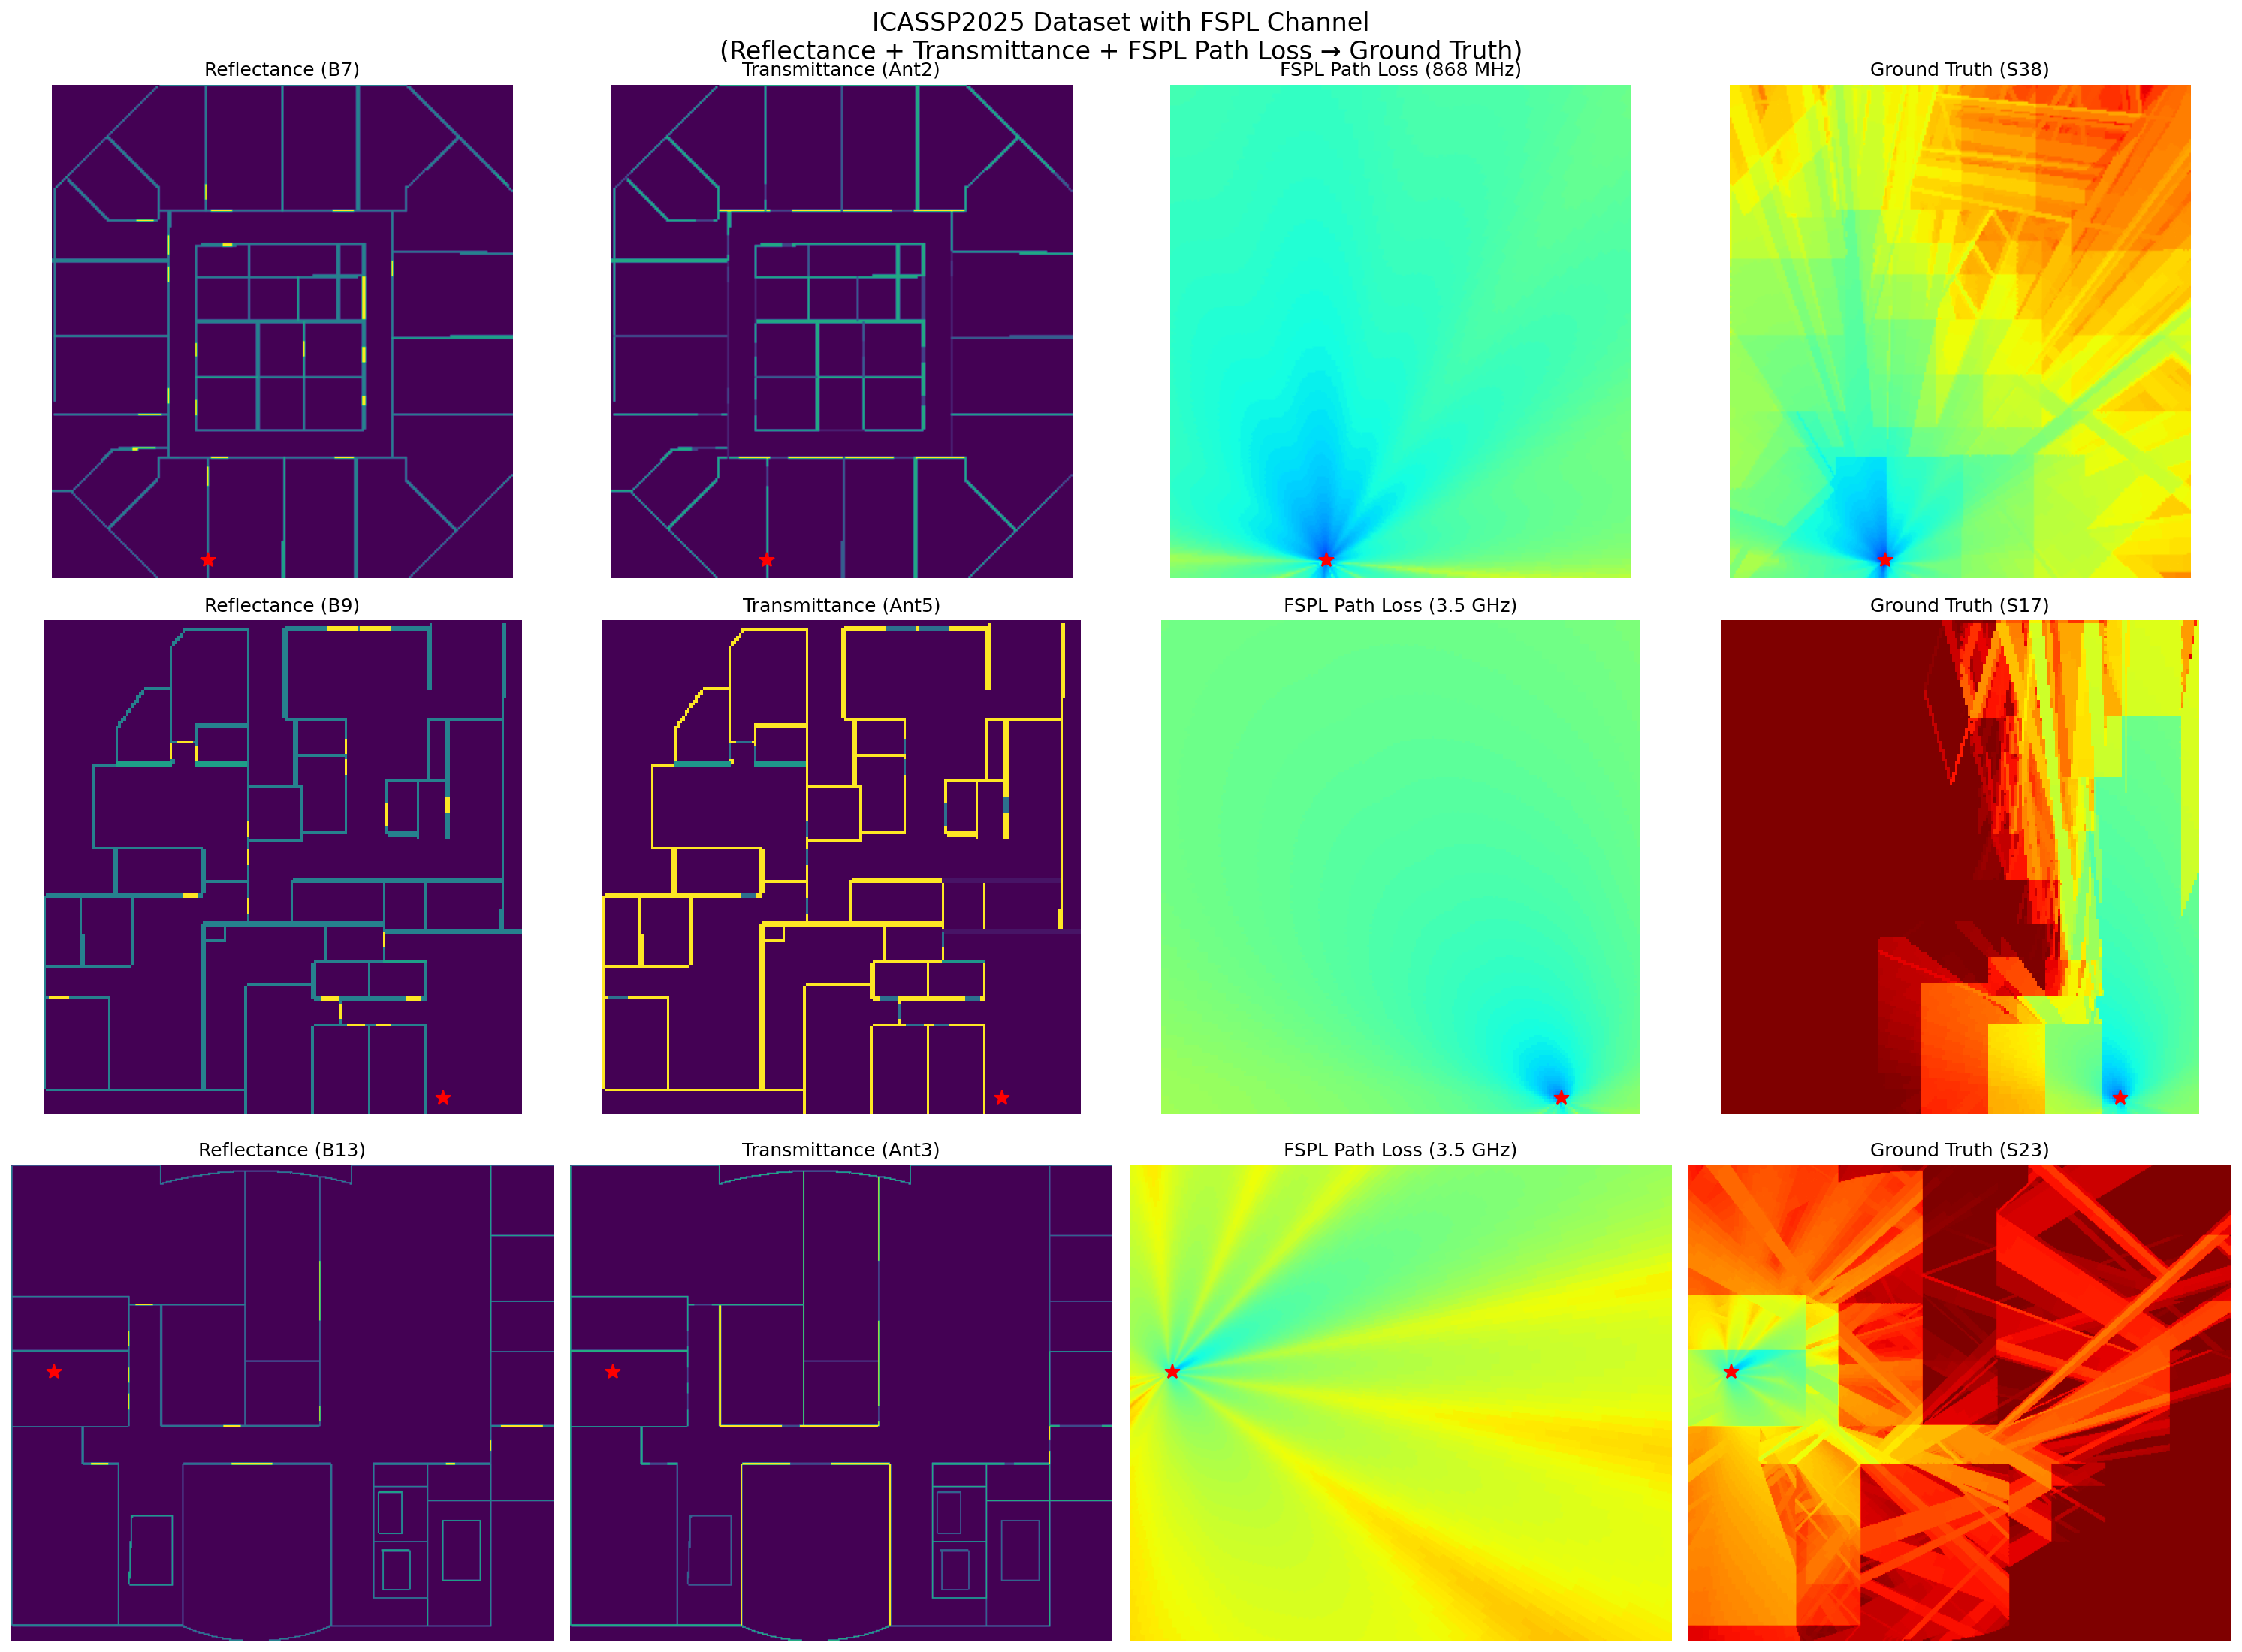 ICASSP2025 Dataset with FSPL Channel
(Reflectance + Transmittance + FSPL Path Loss → Ground Truth)
Reflectance (B7)
Transmittance (Ant2)
FSPL Path Loss (868 MHz)
Ground Truth (S38)
Reflectance (B9)
Transmittance (Ant5)
FSPL Path Loss (3.5 GHz)
Ground Truth (S17)
Reflectance (B13)
Transmittance (Ant3)
FSPL Path Loss (3.5 GHz)
Ground Truth (S23)